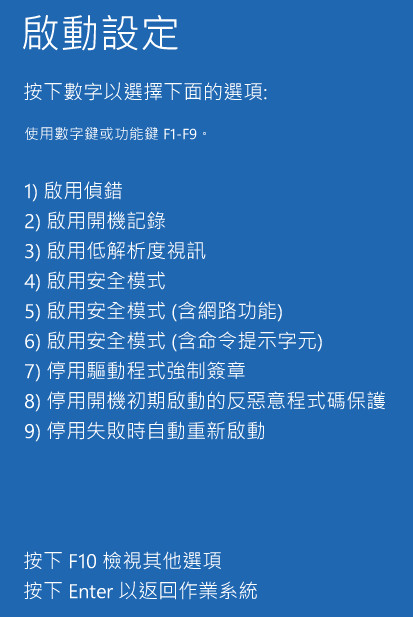 啟動設定
按下數字以選擇下面的選項:
使用數字鍵或功能鍵 F1-F9。
1) 啟用偵錯
2) 啟用開機記錄
3) 啟用低解析度視訊
4) 啟用安全模式
5) 啟用安全模式 (含網路功能)
6) 啟用安全模式 (含命令提示字元)
7) 停用驅動程式強制簽章
8) 停用開機初期啟動的反惡意程式碼保護
9) 停用失敗時自動重新啟動
按下 F10 檢視其他選項
按下 Enter 以返回作業系統